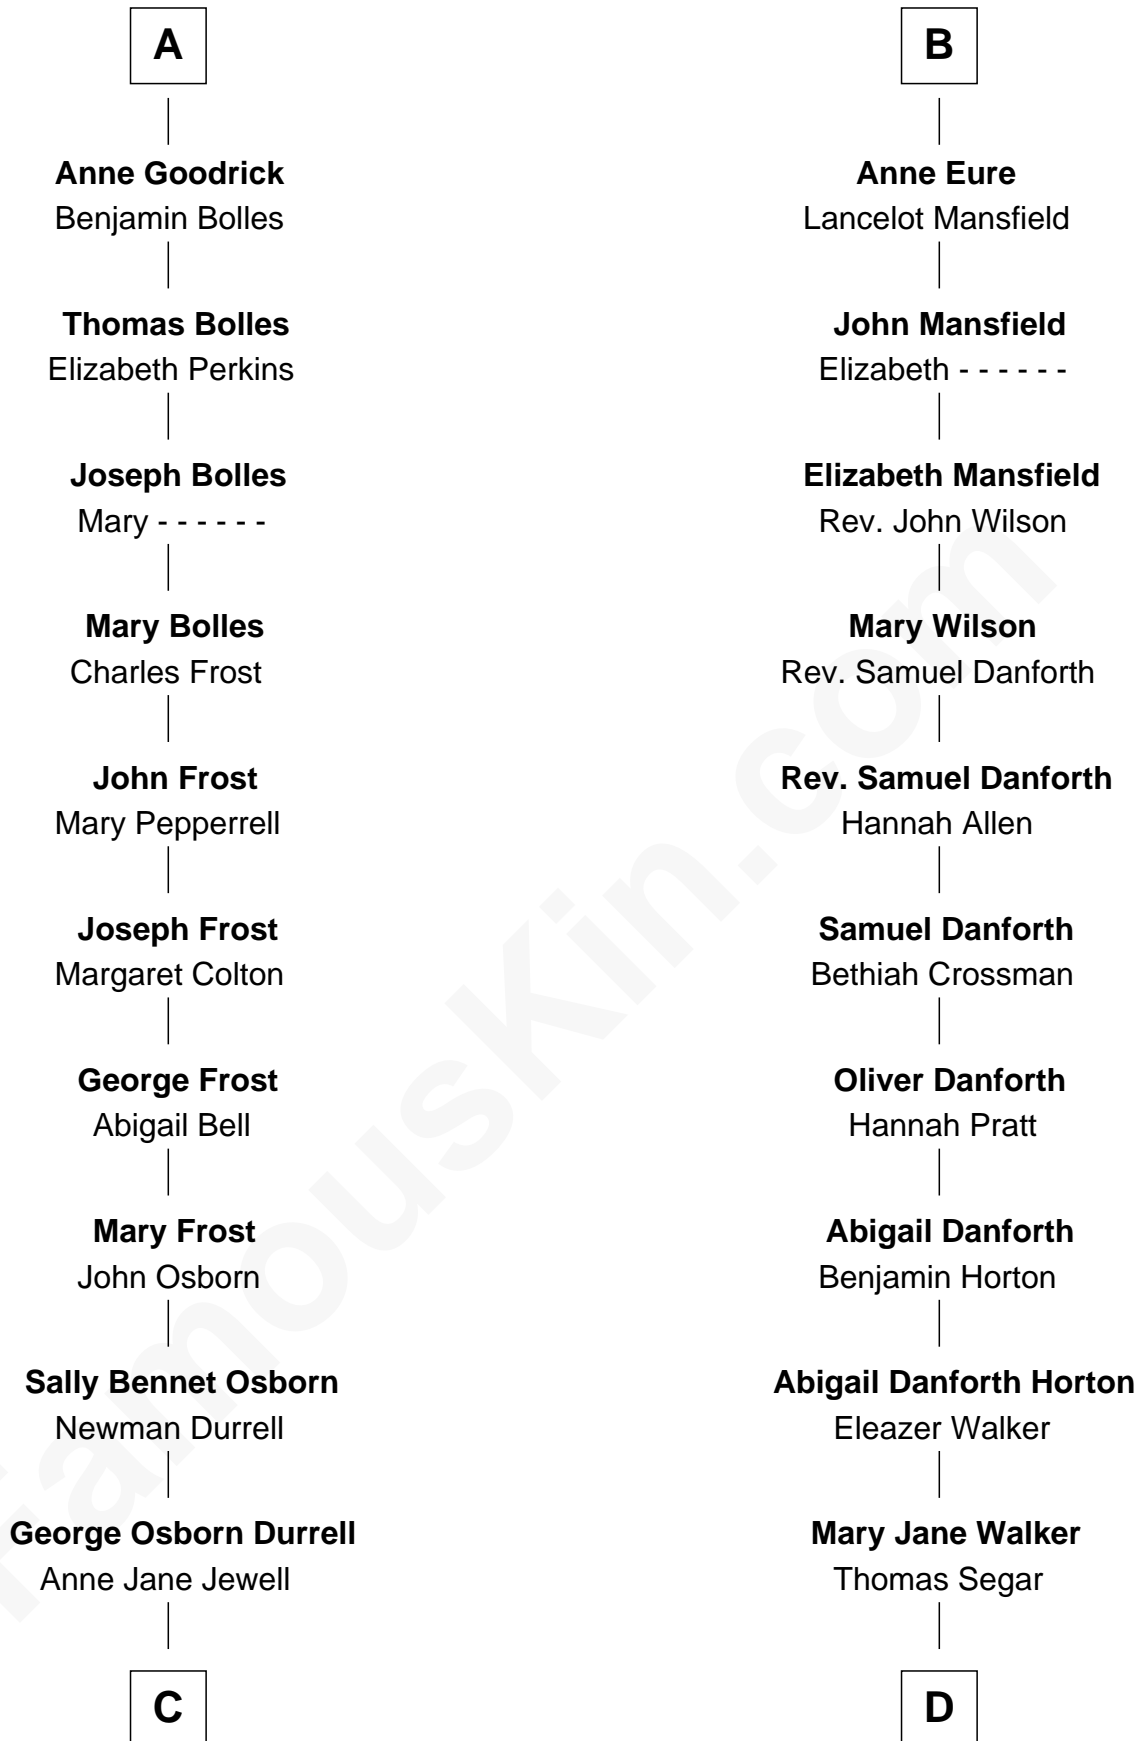 A
Anne Goodrick
Benjamin Bolles
Thomas Bolles
Elizabeth Perkins
Joseph Bolles
Mary - - - - - -
Mary Bolles
Charles Frost
John Frost
Mary Pepperrell
Joseph Frost
Margaret Colton
George Frost
Abigail Bell
Mary Frost
John Osborn
Sally Bennet Osborn
Newman Durrell
George Osborn Durrell
Anne Jane Jewell
C
B
Anne Eure
Lancelot Mansfield
John Mansfield
Elizabeth - - - - - -
Elizabeth Mansfield
Rev. John Wilson
Mary Wilson
Rev. Samuel Danforth
Rev. Samuel Danforth
Hannah Allen
Samuel Danforth
Bethiah Crossman
Oliver Danforth
Hannah Pratt
Abigail Danforth
Benjamin Horton
Abigail Danforth Horton
Eleazer Walker
Mary Jane Walker
Thomas Segar
D
FamousKin.com